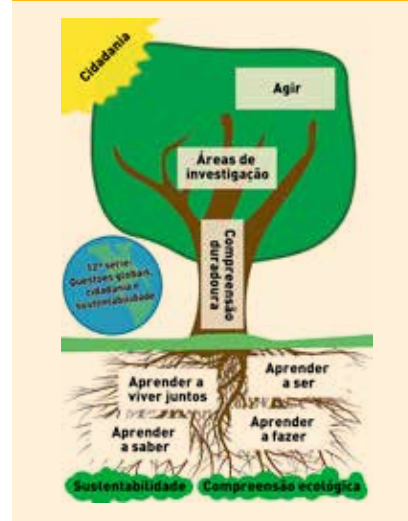 Cidadania
Agir
Áreas de
investigação
Compreensão
duradoura
12ª série:
Questões globais,
cidadania e
sustentabilidade
Aprender a
viver juntos
Aprender
a ser
Aprender
a saber
Aprender
a fazer
Sustentabilidade
Compreensão ecológica